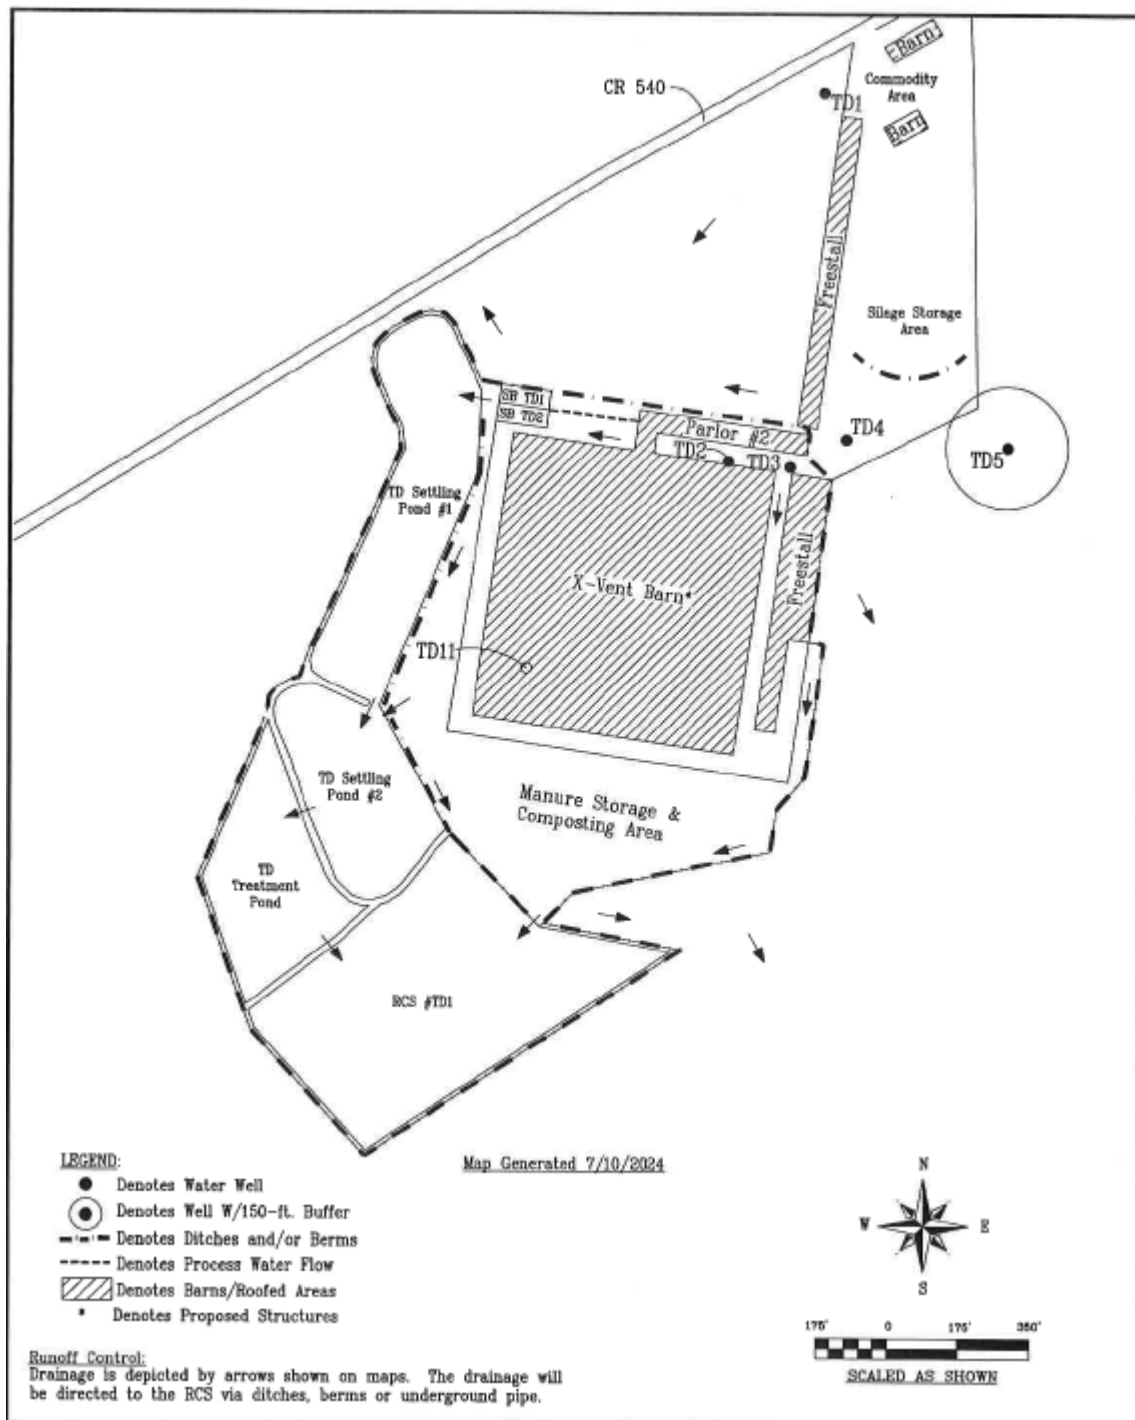 Barn
Commodity
Area
CR 540
TD1
Barn
Freestall
Silage Storage
Area
SB TD1
SB TD2
Parlor #2
TD4
TD2
TD3
TD5
TD Settling
Pond #1
X-Vent Barn*
Freestall
TD11
TD Settling
Pond #2
Manure Storage &
Composting Area
TD
Treatment
Pond
RCS #TD1
LEGEND:
Denotes Water Well
Denotes Well W/150-ft. Buffer
Denotes Ditches and/or Berms
Denotes Process Water Flow
Denotes Barns/Roofed Areas
* Denotes Proposed Structures
Map Generated 7/10/2024
N
W E
S
175' 0 175' 350'
SCALED AS SHOWN
Runoff Control:
Drainage is depicted by arrows shown on maps. The drainage will
be directed to the RCS via ditches, berms or underground pipe.